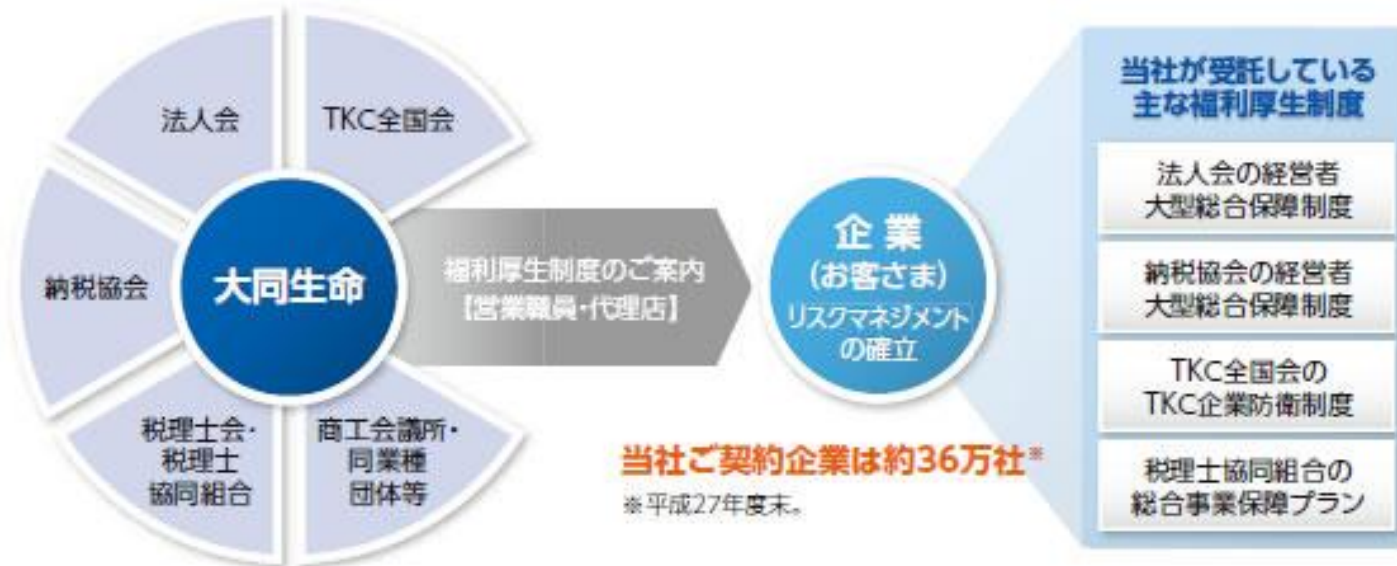 法人会
TKC全国会
納税協会
大同生命
税理士会・
税理士
協同組合
商工会議所・
同業種
団体等
福利厚生制度のご案内
【営業職員・代理店】
企業
(お客さま)
リスクマネジメント
の確立
当社ご契約企業は約36万社※
※平成27年度末。
当社が受託している
主な福利厚生制度
法人会の経営者
大型総合保障制度
納税協会の経営者
大型総合保障制度
TKC全国会の
TKC企業防衛制度
税理士協同組合の
総合事業保障プラン